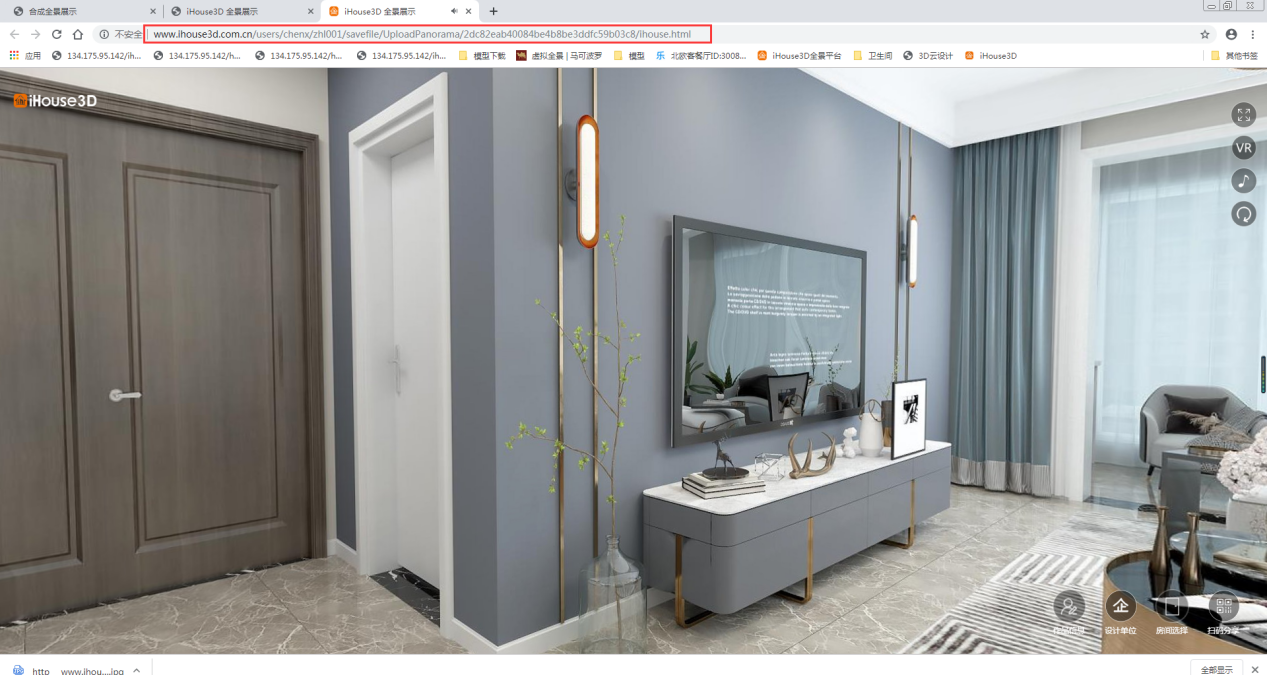 合成全景展示
iHouse3D 全景展示
iHouse3D 全景展示
不安全
www.ihouse3d.com.cn/users/chenx/zhl001/savefile/UploadPanorama/2dc82eab40084be4b8be3ddfc59b03c8/ihouse.html
应用
134.175.95.142/ih...
134.175.95.142/h...
134.175.95.142/h...
134.175.95.142/ih...
模型下载
虚拟全景 | 马可波罗
模型
北欧客餐厅ID:3008...
iHouse3D全景平台
卫生间
3D云设计
iHouse3D
其他书签
iHouse3D
VR
设计单位
房间选择
扫码分享
http___www.ihou....jpg
全部显示